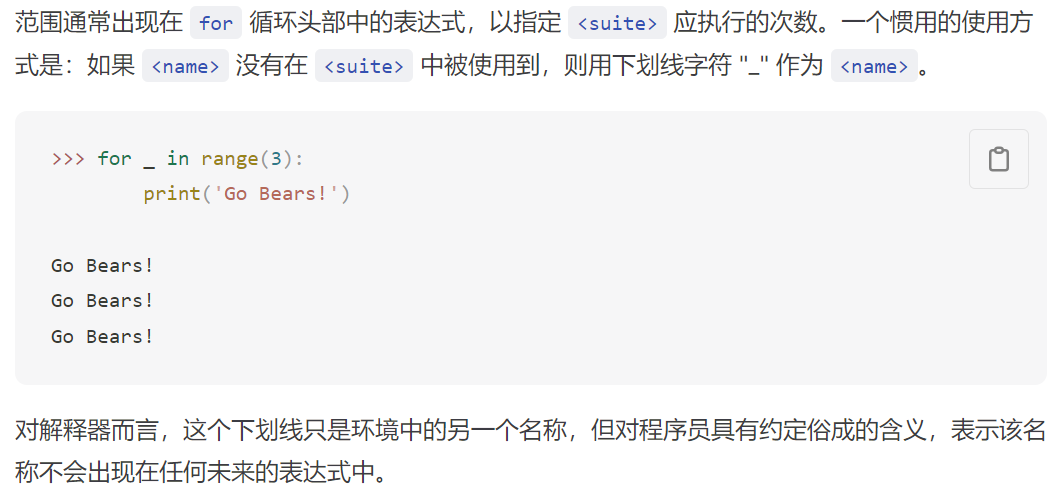 范围通常出现在 for 循环头部中的表达式，以指定 <suite> 应执行的次数。一个惯用的使用方
式是：如果 <name> 没有在 <suite> 中被使用到，则用下划线字符 "_" 作为 <name>。
>>> for _ in range(3):
        print('Go Bears!')
Go Bears!
Go Bears!
Go Bears!
对解释器而言，这个下划线只是环境中的另一个名称，但对程序员具有约定俗成的含义，表示该名
称不会出现在任何未来的表达式中。